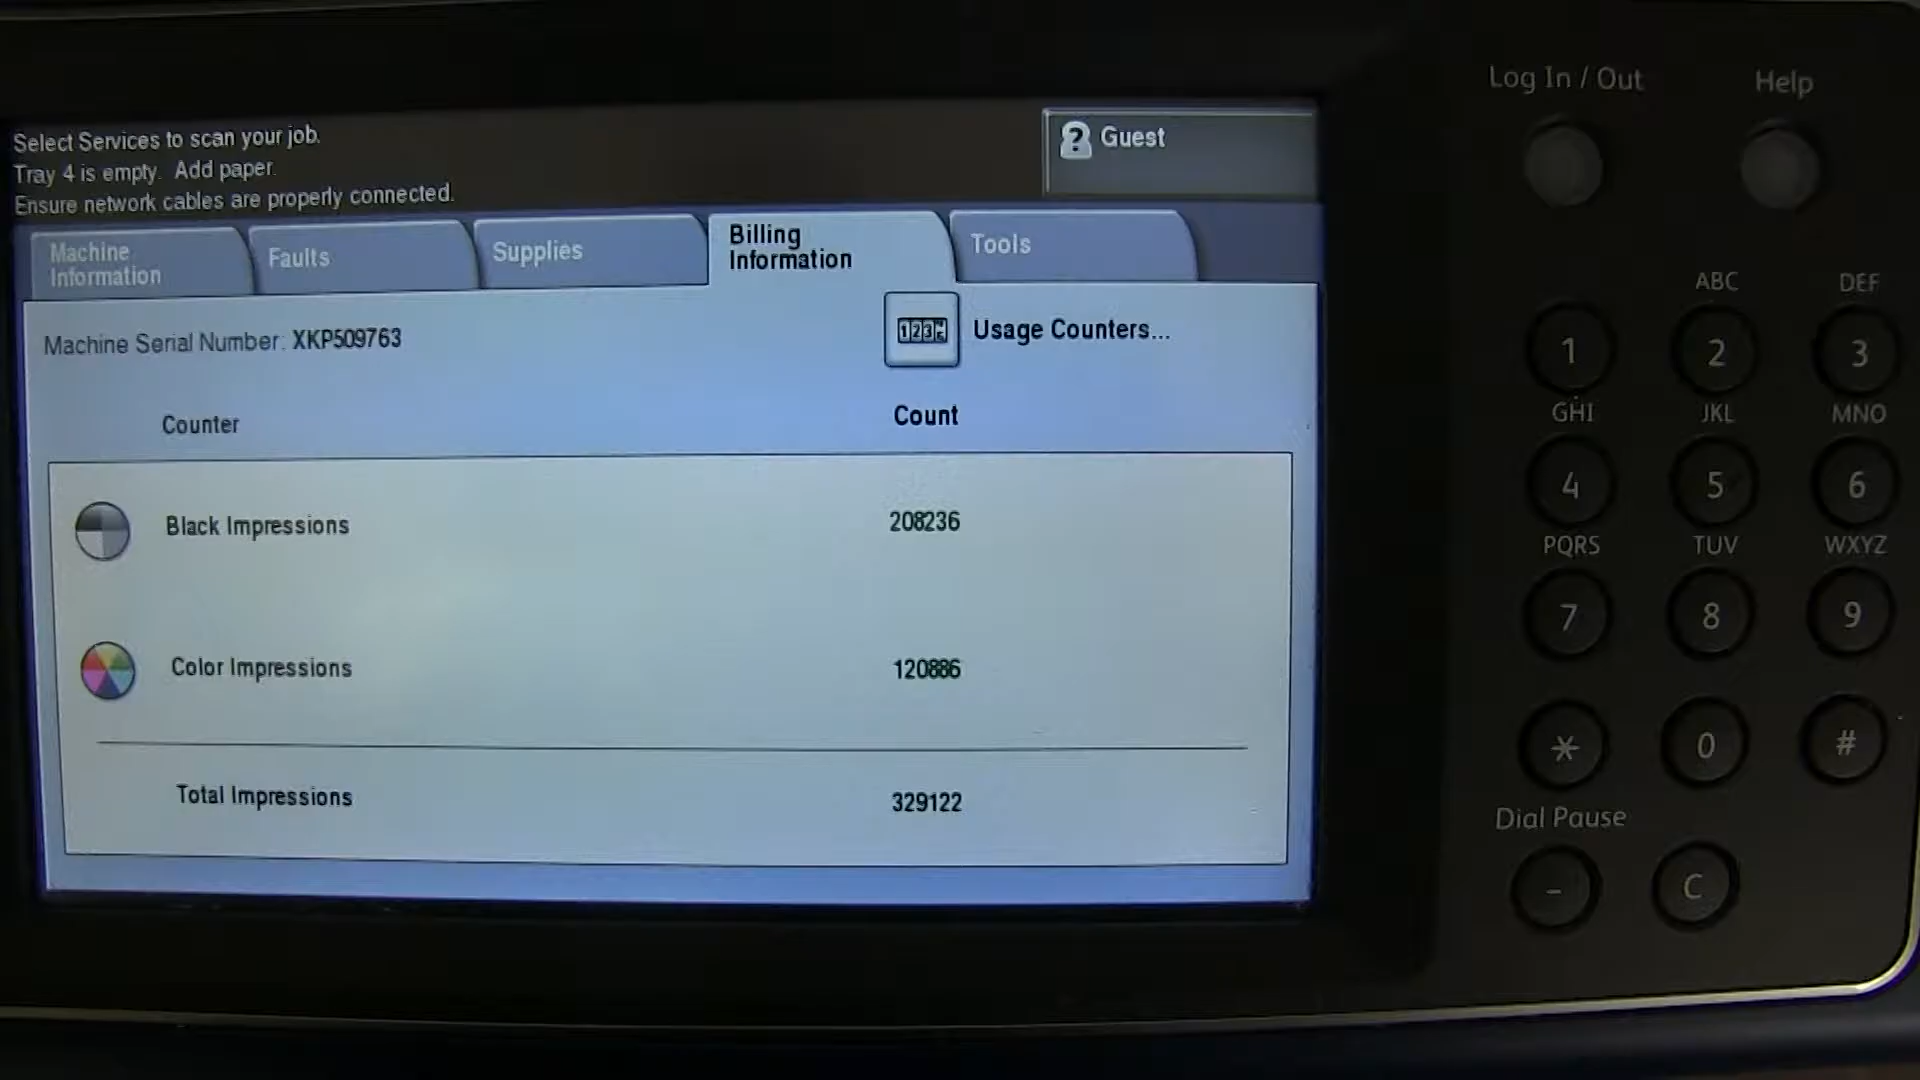 Log In / Out
Help
Select Services to scan your job.
Tray 4 is empty. Add paper.
Ensure network cables are properly connected.
? Guest
Machine
Information
Faults
Supplies
Billing
Information
Tools
Machine Serial Number: XKP509763
Usage Counters...
Counter
Count
Black Impressions
208236
Color Impressions
120886
Total Impressions
329122
ABC
DEF
1
2
3
GHI
JKL
MNO
4
5
6
PQRS
TUV
WXYZ
7
8
9
*
0
#
Dial Pause
-
C